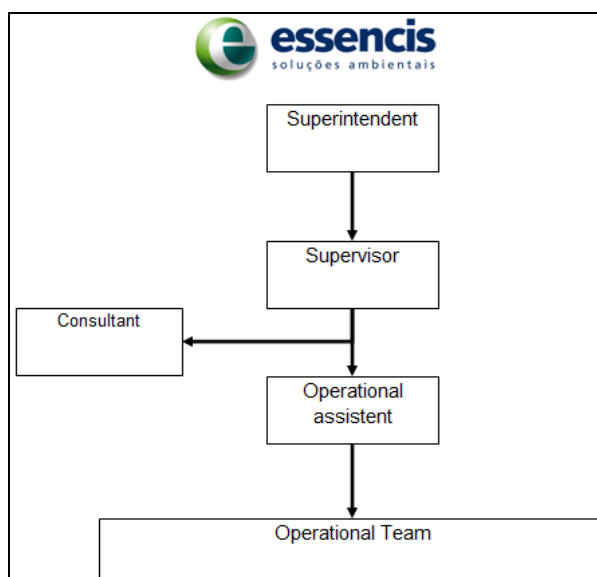 essencis
soluções ambientais
Superintendent
Supervisor
Consultant
Operational
assistent
Operational Team